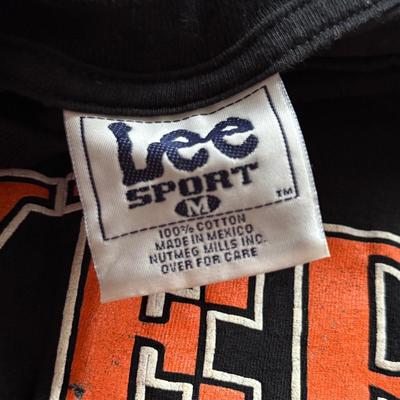 Lee
SPORT
M
TM
100% COTTON
MADE IN MEXICO
NUTMEG MILLS INC.
OVER FOR CARE